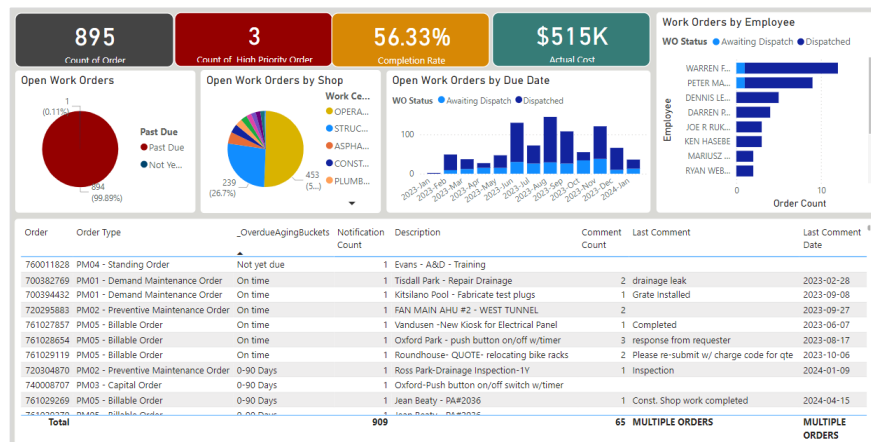 895
Count of Order
3
Count of High Priority Order
56.33%
Completion Rate
$515K
Actual Cost
Work Orders by Employee
WO Status Awaiting Dispatch Dispatched
Employee
WARREN F...
PETER MA...
DENNIS LE...
DARREN P...
JOE R RUK...
KEN HASEBE
MARIUSZ ...
RYAN WEB...
0 10
Order Count
Open Work Orders
1
(0.11%)
894
(99.89%)
Past Due
Past Due
Not Ye...
Open Work Orders by Shop
239
(26.7%)
453
(5...)
Work Ce...
OPERA...
STRUC...
ASPHA...
CONST...
PLUMB...
Open Work Orders by Due Date
WO Status Awaiting Dispatch Dispatched
100
0
2023-Jan
2023-Feb
2023-Mar
2023-Apr
2023-May
2023-Jun
2023-Jul
2023-Aug
2023-Sep
2023-Oct
2023-Nov
2023-Dec
2024-Jan
Order Order Type _OverdueAgingBuckets Notification Count Description Comment Count Last Comment Last Comment Date
760011828 PM04 - Standing Order Not yet due 1 Evans - A&D - Training
700382769 PM01 - Demand Maintenance Order On time 1 Tisdall Park - Repair Drainage 2 drainage leak 2023-02-28
700394432 PM01 - Demand Maintenance Order On time 1 Kitsilano Pool - Fabricate test plugs 1 Grate Installed 2023-09-08
720295883 PM02 - Preventive Maintenance Order On time 1 FAN MAIN AHU #2 - WEST TUNNEL 2 2023-09-27
761027857 PM05 - Billable Order On time 1 Vandusen -New Kiosk for Electrical Panel 1 Completed 2023-06-07
761028654 PM05 - Billable Order On time 1 Oxford Park - push button on/off w/timer 3 response from requester 2023-08-17
761029119 PM05 - Billable Order On time 1 Roundhouse- QUOTE- relocating bike racks 2 Please re-submit w/ charge code for qte 2023-10-06
720304870 PM02 - Preventive Maintenance Order 0-90 Days 1 Ross Park-Drainage Inspection-1Y 1 Inspection 2024-01-09
740008707 PM03 - Capital Order 0-90 Days 1 Oxford-Push button on/off switch w/timer
761029269 PM05 - Billable Order 0-90 Days 1 Jean Beaty - PA#2036 1 Const. Shop work completed 2024-04-15
Total 909 65 MULTIPLE ORDERS MULTIPLE ORDERS